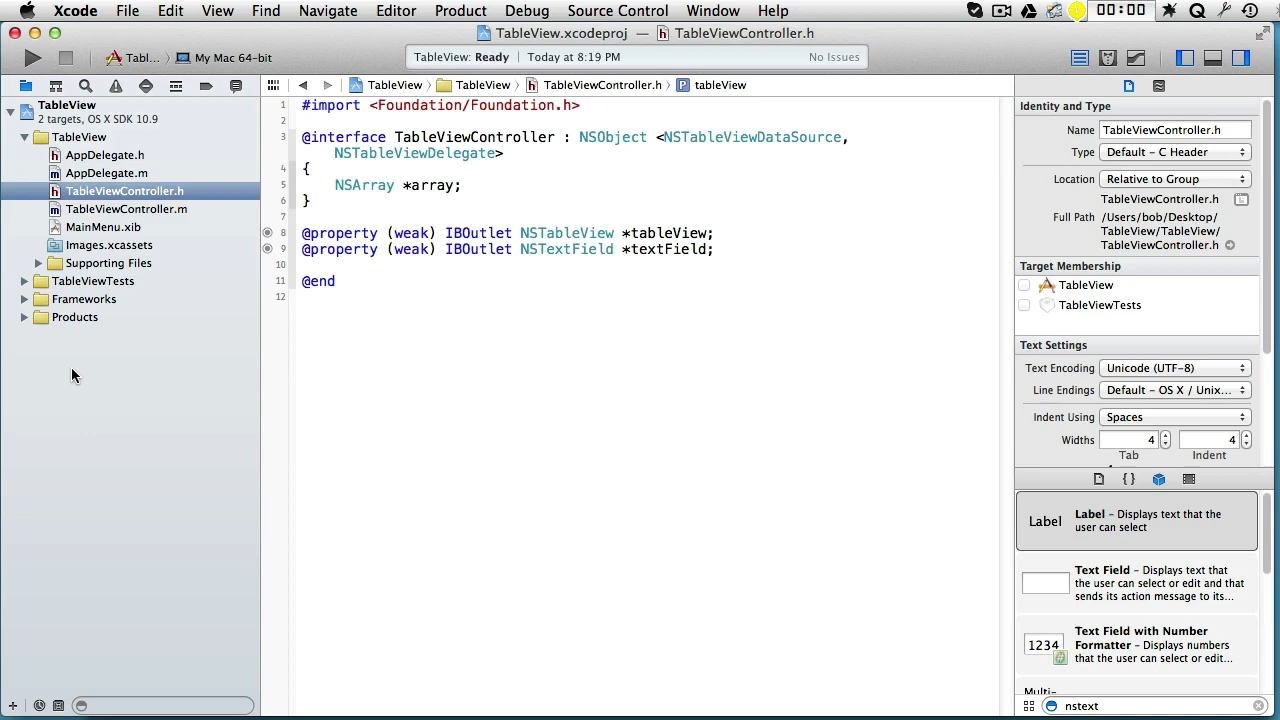 Xcode File Edit View Find Navigate Editor Product Debug Source Control Window Help 00:00
TableView.xcodeproj — TableViewController.h
Tabl... My Mac 64-bit TableView: Ready Today at 8:19 PM No Issues
TableView TableView TableViewController.h tableView
TableView
2 targets, OS X SDK 10.9
TableView
AppDelegate.h
AppDelegate.m
TableViewController.h
TableViewController.m
MainMenu.xib
Images.xcassets
Supporting Files
TableViewTests
Frameworks
Products
1 #import <Foundation/Foundation.h>
2
3 @interface TableViewController : NSObject <NSTableViewDataSource,
NSTableViewDelegate>
4 {
5 NSArray *array;
6 }
7
8 @property (weak) IBOutlet NSTableView *tableView;
9 @property (weak) IBOutlet NSTextField *textField;
10
11 @end
12
Identity and Type
Name TableViewController.h
Type Default - C Header
Location Relative to Group
TableViewController.h
Full Path /Users/bob/Desktop/
TableView/TableView/
TableViewController.h
Target Membership
TableView
TableViewTests
Text Settings
Text Encoding Unicode (UTF-8)
Line Endings Default - OS X / Unix...
Indent Using Spaces
Widths 4 4
Tab Indent
Label Label - Displays text that the
user can select
Text Field - Displays text that
the user can select or edit and that
sends its action message to its...
1234 Text Field with Number
Formatter - Displays numbers
that the user can select or edit...
Multi-
nstext